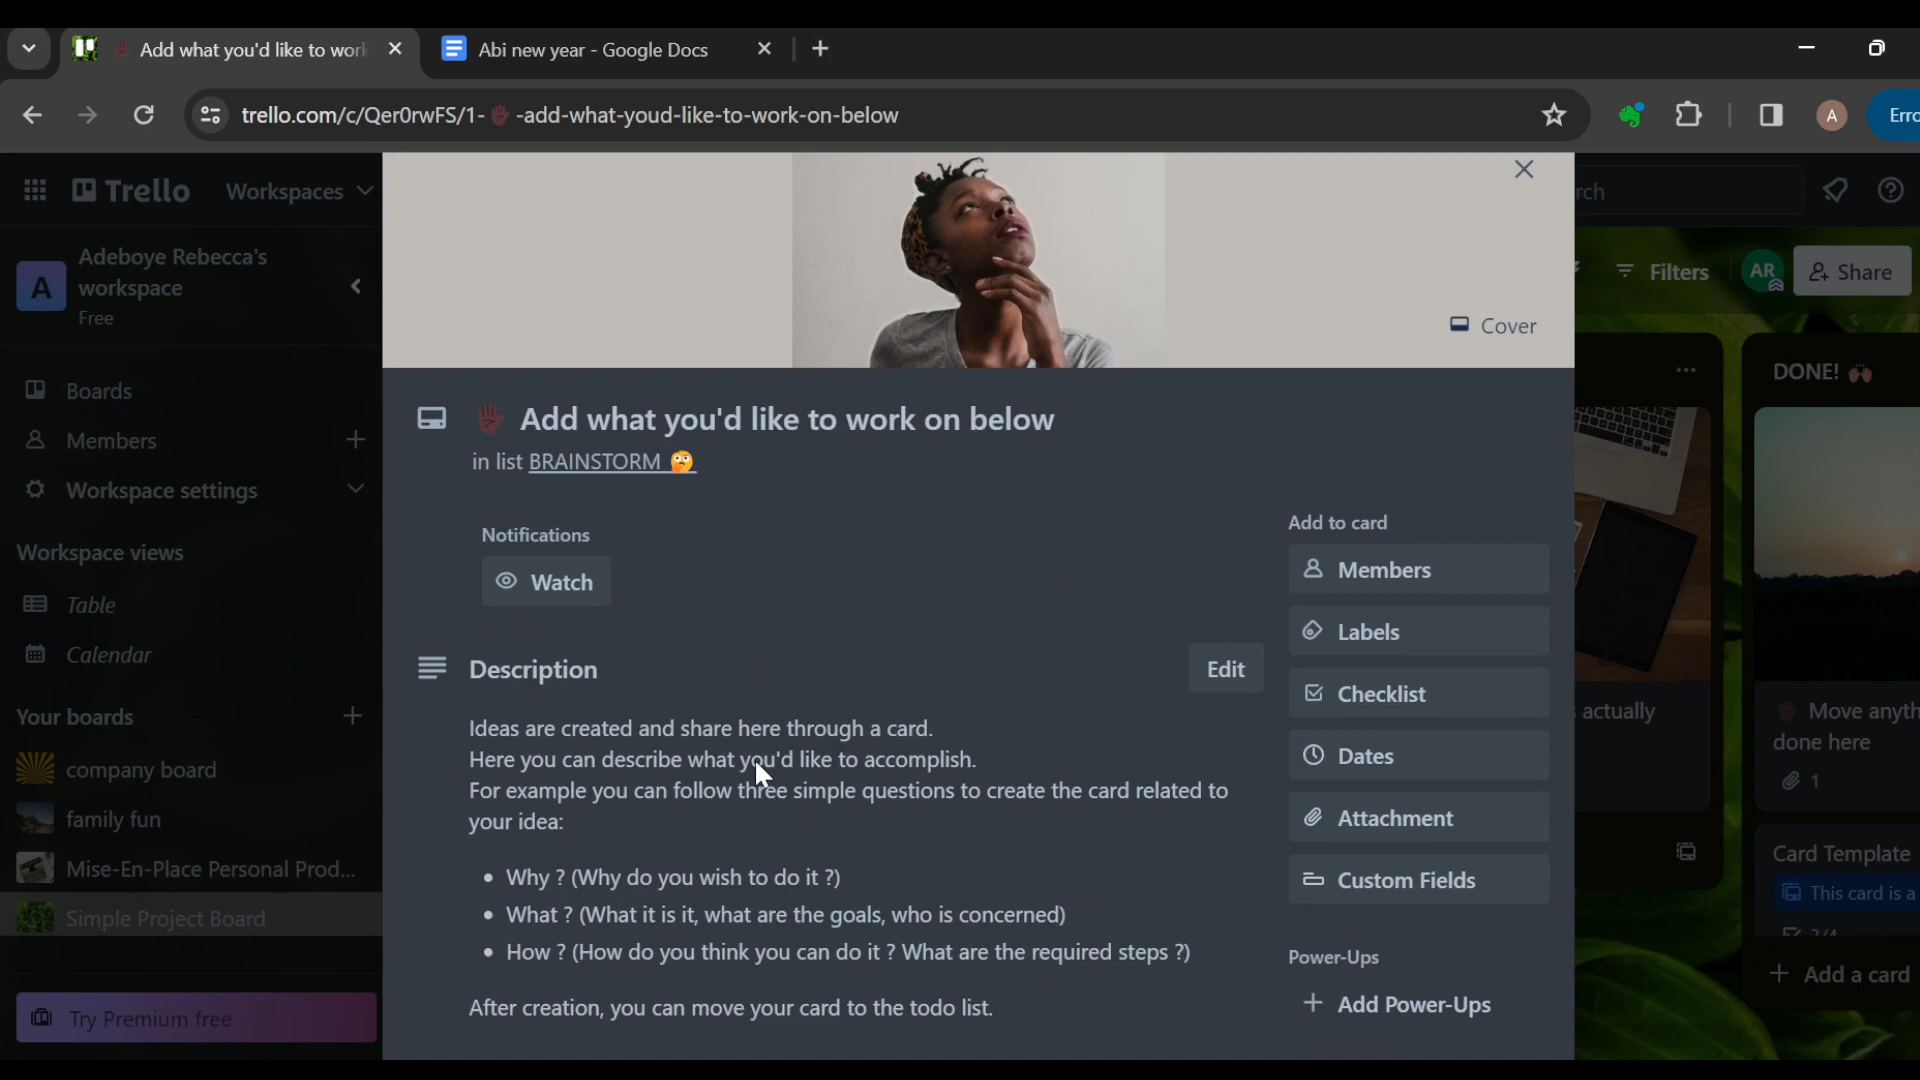 Add what you'd like to work
Abi new year - Google Docs
trello.com/c/Qer0rwFS/1-✋🏿-add-what-youd-like-to-work-on-below
A
Erro
Trello
Workspaces
rch
A
Adeboye Rebecca's
workspace
Free
Filters
AR
Share
Cover
Boards
Members
Workspace settings
Workspace views
Table
Calendar
Your boards
company board
family fun
Mise-En-Place Personal Prod...
Simple Project Board
Try Premium free
✋🏿 Add what you'd like to work on below
in list BRAINSTORM 🤔
Notifications
Watch
Description
Edit
Ideas are created and share here through a card.
Here you can describe what you'd like to accomplish.
For example you can follow three simple questions to create the card related to
your idea:
• Why ? (Why do you wish to do it ?)
• What ? (What it is it, what are the goals, who is concerned)
• How ? (How do you think you can do it ? What are the required steps ?)
After creation, you can move your card to the todo list.
Add to card
Members
Labels
Checklist
Dates
Attachment
Custom Fields
Power-Ups
+ Add Power-Ups
actually
DONE! 🙌🏿
Move anyth
done here
1
Card Template
This card is a
+ Add a card